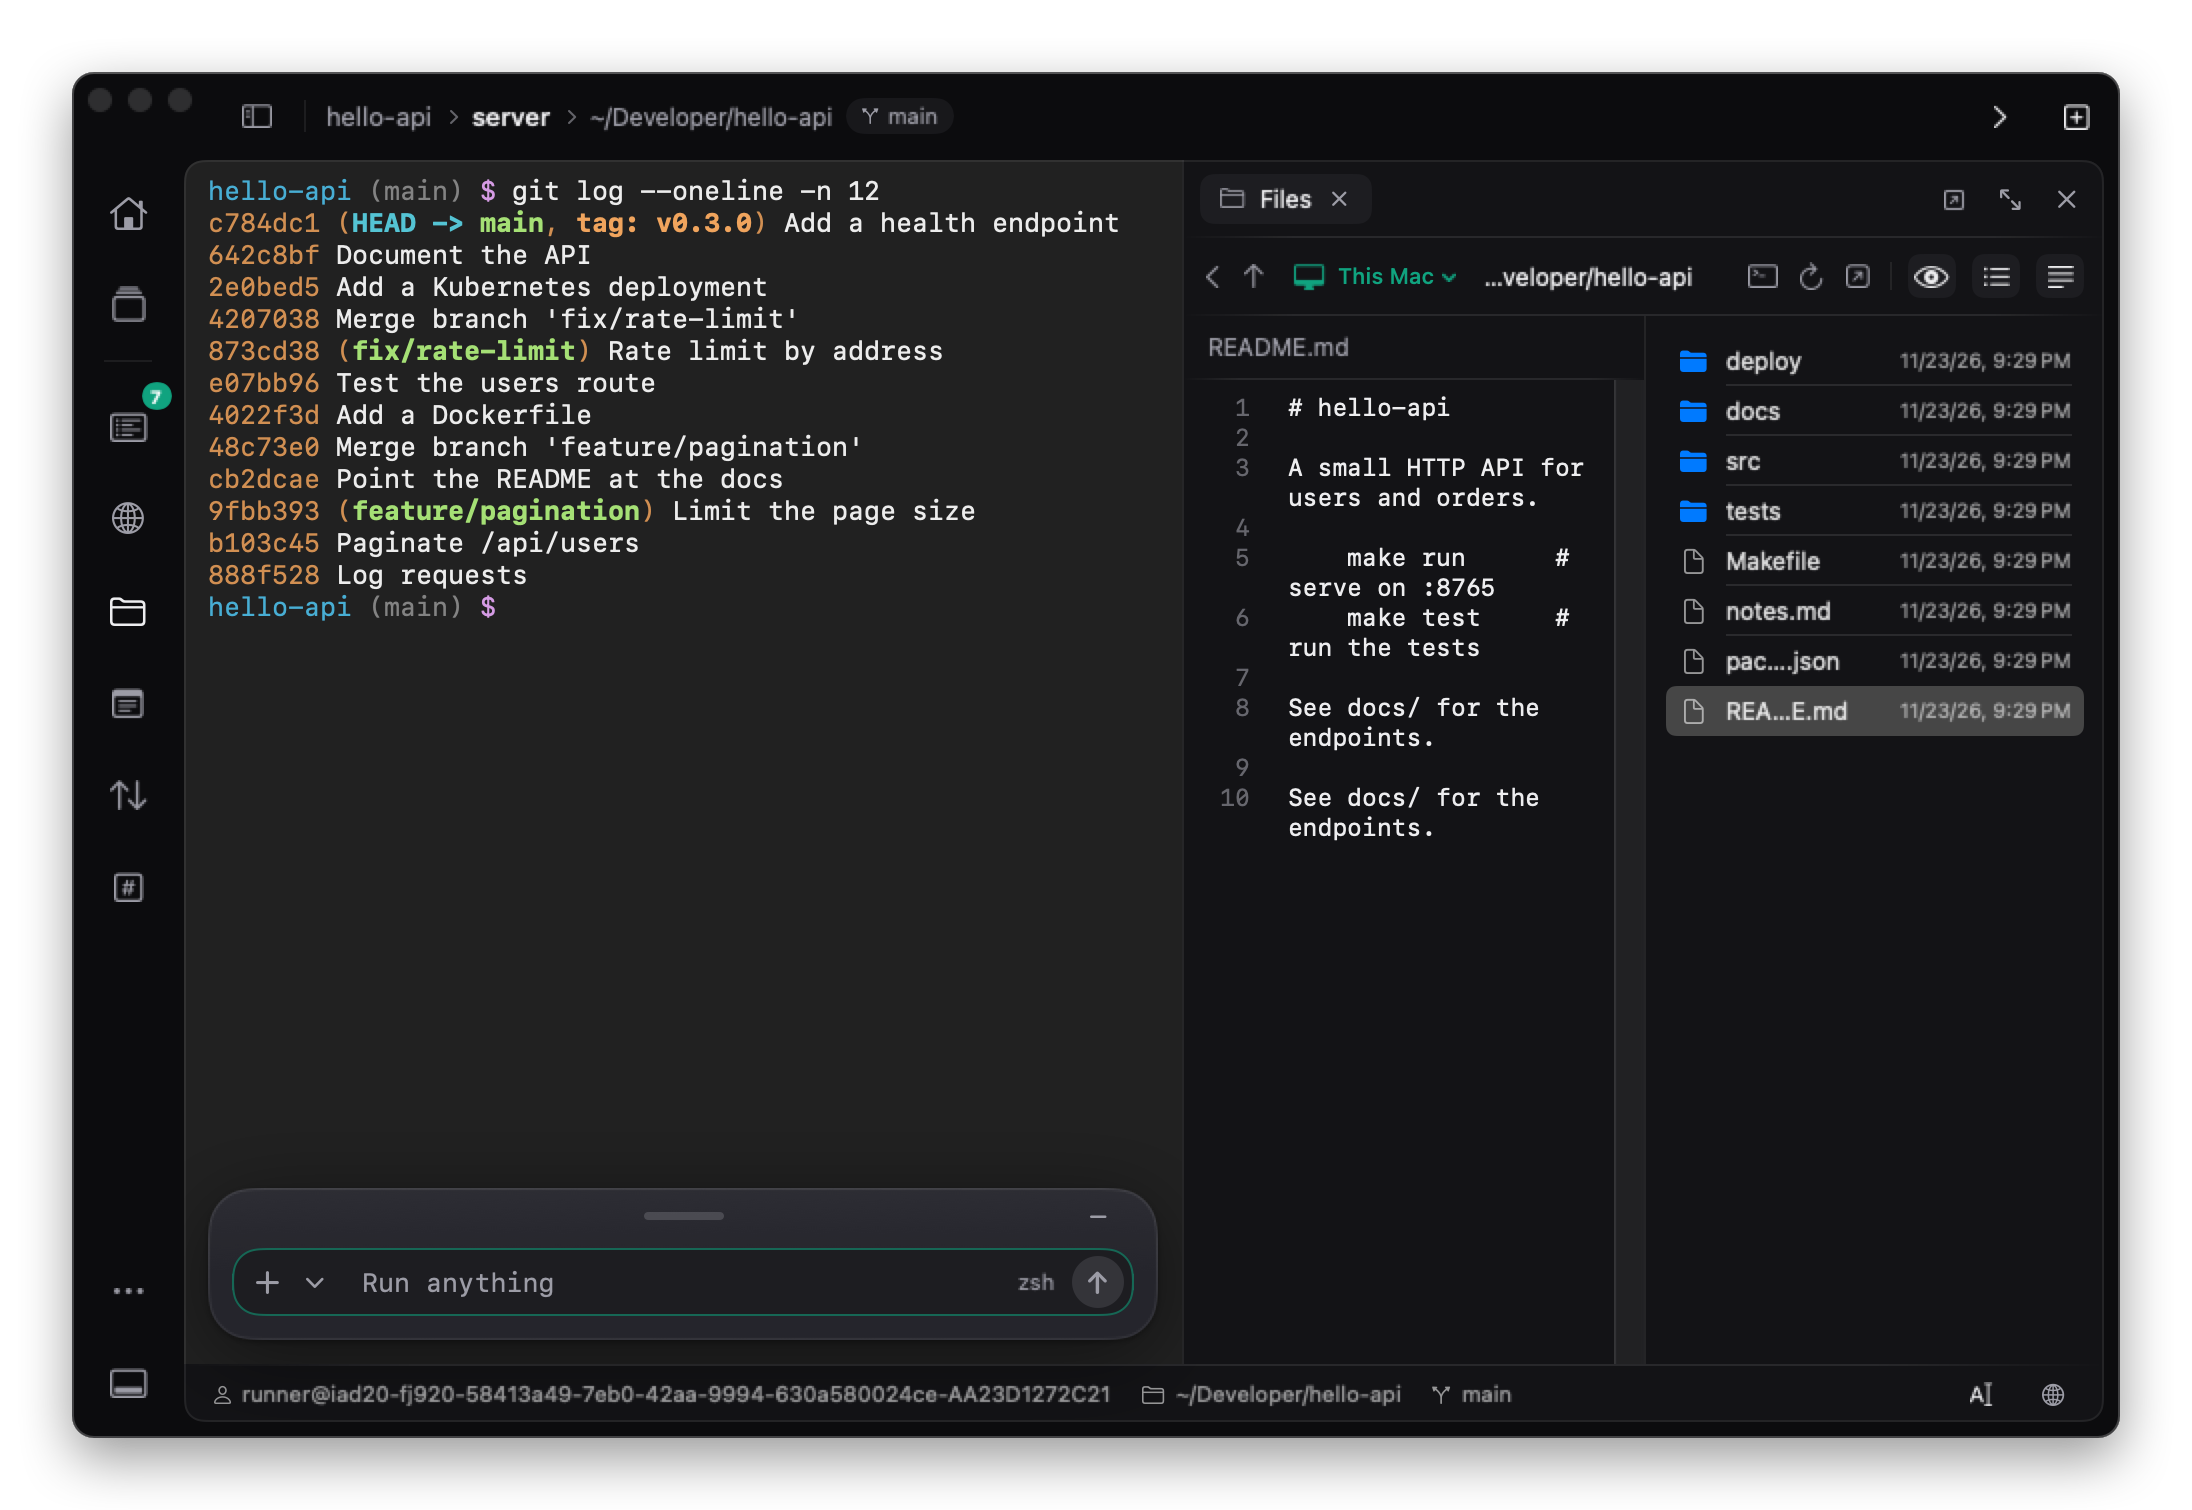 hello-api > server > ~/Developer/hello-api main
hello-api (main) $ git log --oneline -n 12
c784dc1 (HEAD -> main, tag: v0.3.0) Add a health endpoint
642c8bf Document the API
2e0bed5 Add a Kubernetes deployment
4207038 Merge branch 'fix/rate-limit'
873cd38 (fix/rate-limit) Rate limit by address
e07bb96 Test the users route
4022f3d Add a Dockerfile
48c73e0 Merge branch 'feature/pagination'
cb2dcae Point the README at the docs
9fbb393 (feature/pagination) Limit the page size
b103c45 Paginate /api/users
888f528 Log requests
hello-api (main) $
7
Run anything
zsh
Files
This Mac
...veloper/hello-api
README.md
1 # hello-api
2
3 A small HTTP API for
users and orders.
4
5 make run #
serve on :8765
6 make test #
run the tests
7
8 See docs/ for the
endpoints.
9
10 See docs/ for the
endpoints.
deploy 11/23/26, 9:29 PM
docs 11/23/26, 9:29 PM
src 11/23/26, 9:29 PM
tests 11/23/26, 9:29 PM
Makefile 11/23/26, 9:29 PM
notes.md 11/23/26, 9:29 PM
pac....json 11/23/26, 9:29 PM
REA...E.md 11/23/26, 9:29 PM
runner@iad20-fj920-58413a49-7eb0-42aa-9994-630a580024ce-AA23D1272C21 ~/Developer/hello-api main